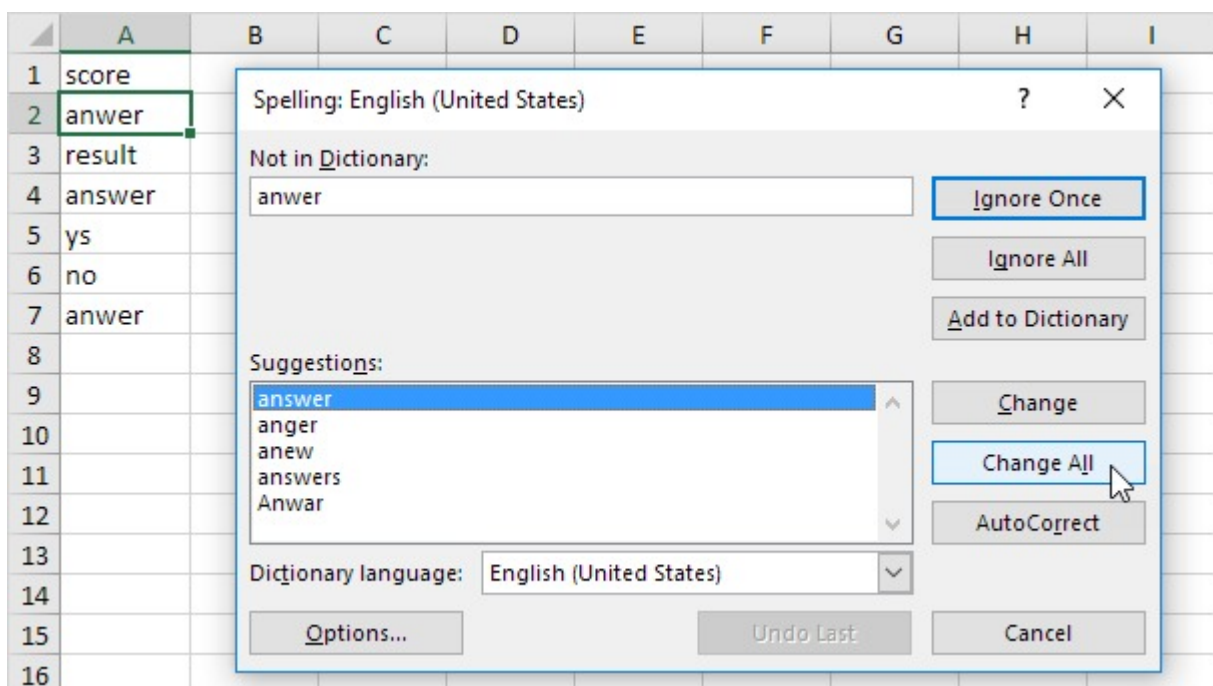 A B C D E F G H I
1 score
2 anwer
3 result
4 answer
5 ys
6 no
7 anwer
8
9
10
11
12
13
14
15
16
Spelling: English (United States) ?
Not in Dictionary:
anwer
Ignore Once
Ignore All
Add to Dictionary
Suggestions:
answer
anger
anew
answers
Anwar
Change
Change All
AutoCorrect
Dictionary language: English (United States)
Options... Undo Last Cancel